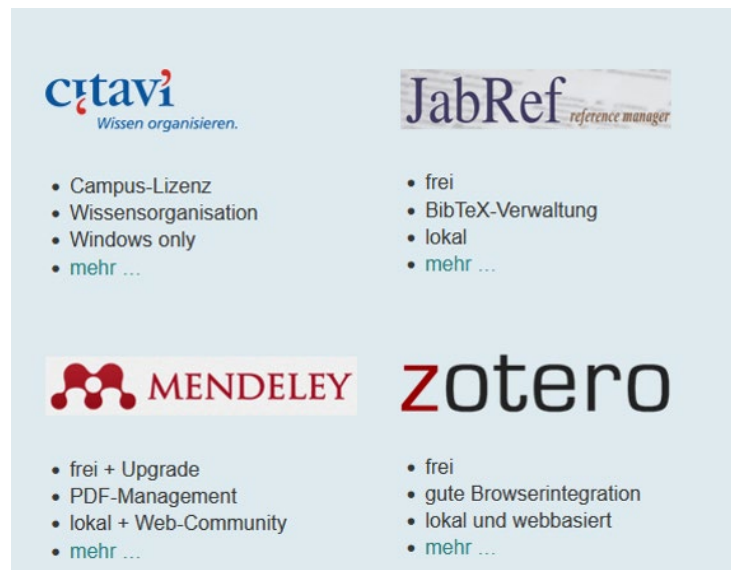 citavi
Wissen organisieren.
• Campus-Lizenz
• Wissensorganisation
• Windows only
• mehr ...
JabRef reference manager
• frei
• BibTeX-Verwaltung
• lokal
• mehr ...
MENDELEY
• frei + Upgrade
• PDF-Management
• lokal + Web-Community
• mehr ...
zotero
• frei
• gute Browserintegration
• lokal und webbasiert
• mehr ...